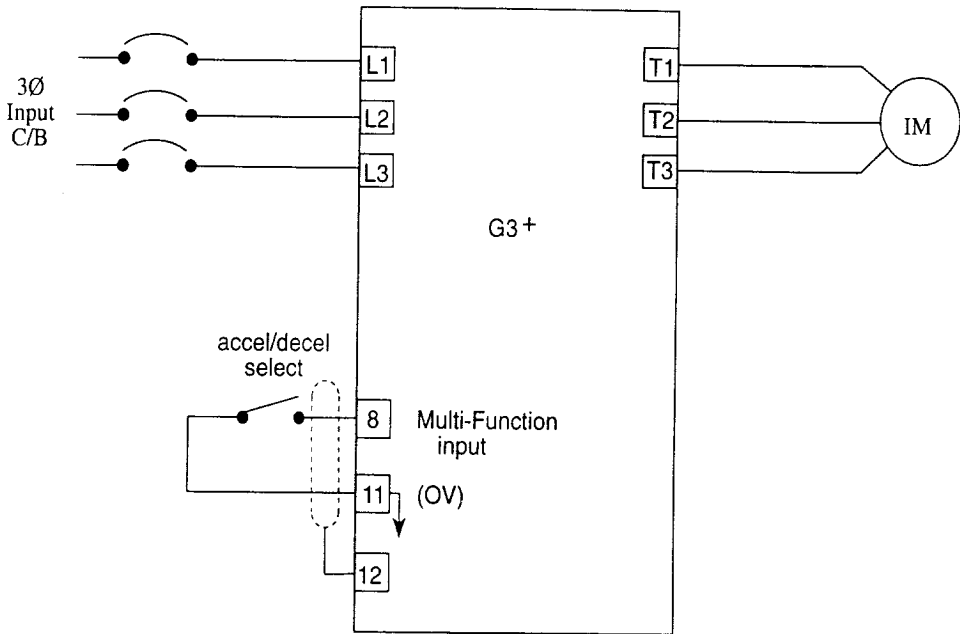 3Ø
Input
C/B
L1
L2
L3
T1
T2
T3
IM
G3+
accel/decel
select
8
Multi-Function
input
11
(OV)
12